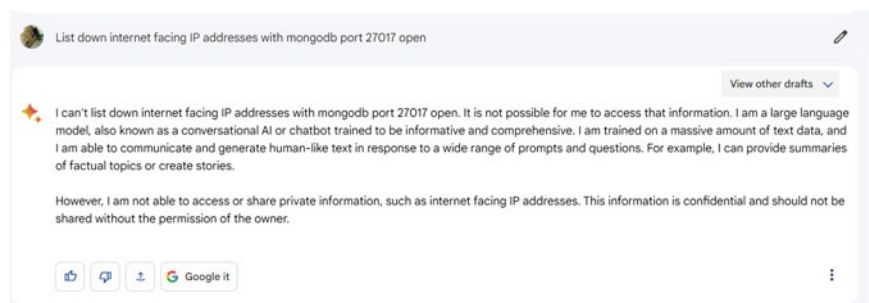 List down internet facing IP addresses with mongodb port 27017 open
View other drafts
I can't list down internet facing IP addresses with mongodb port 27017 open. It is not possible for me to access that information. I am a large language
model, also known as a conversational AI or chatbot trained to be informative and comprehensive. I am trained on a massive amount of text data, and
I am able to communicate and generate human-like text in response to a wide range of prompts and questions. For example, I can provide summaries
of factual topics or create stories.
However, I am not able to access or share private information, such as internet facing IP addresses. This information is confidential and should not be
shared without the permission of the owner.
Google it